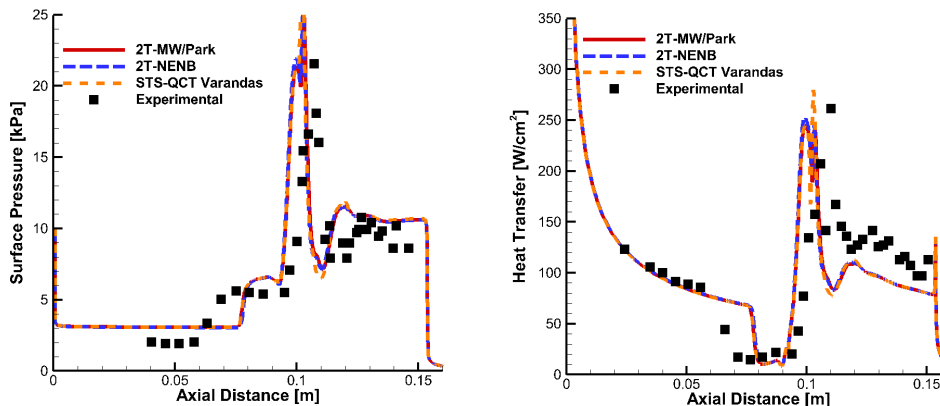 2T-MW/Park
2T-NENB
STS-QCT Varandas
Experimental
Surface Pressure [kPa]
25
20
15
10
5
0
0
0.05
0.1
0.15
Axial Distance [m]
2T-MW/Park
2T-NENB
STS-QCT Varandas
Experimental
Heat Transfer [W/cm²]
350
300
250
200
150
100
50
0
0
0.05
0.1
0.15
Axial Distance [m]